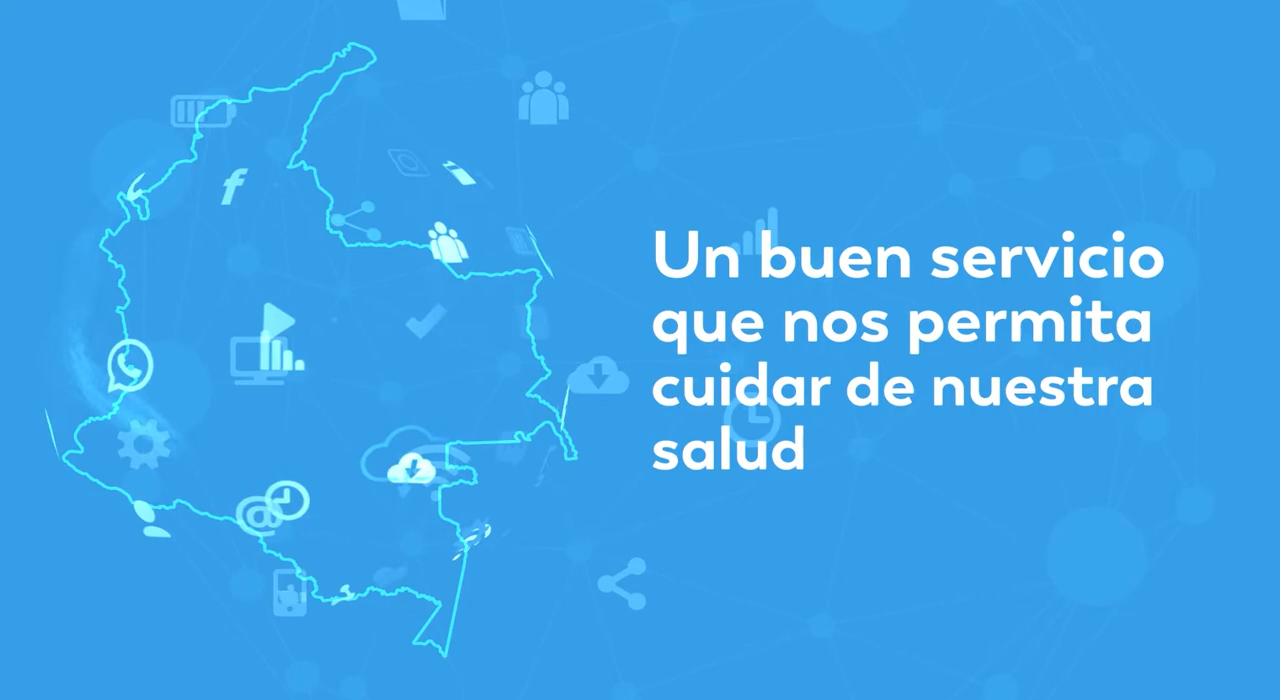 Un buen servicio
que nos permita
cuidar de nuestra
salud